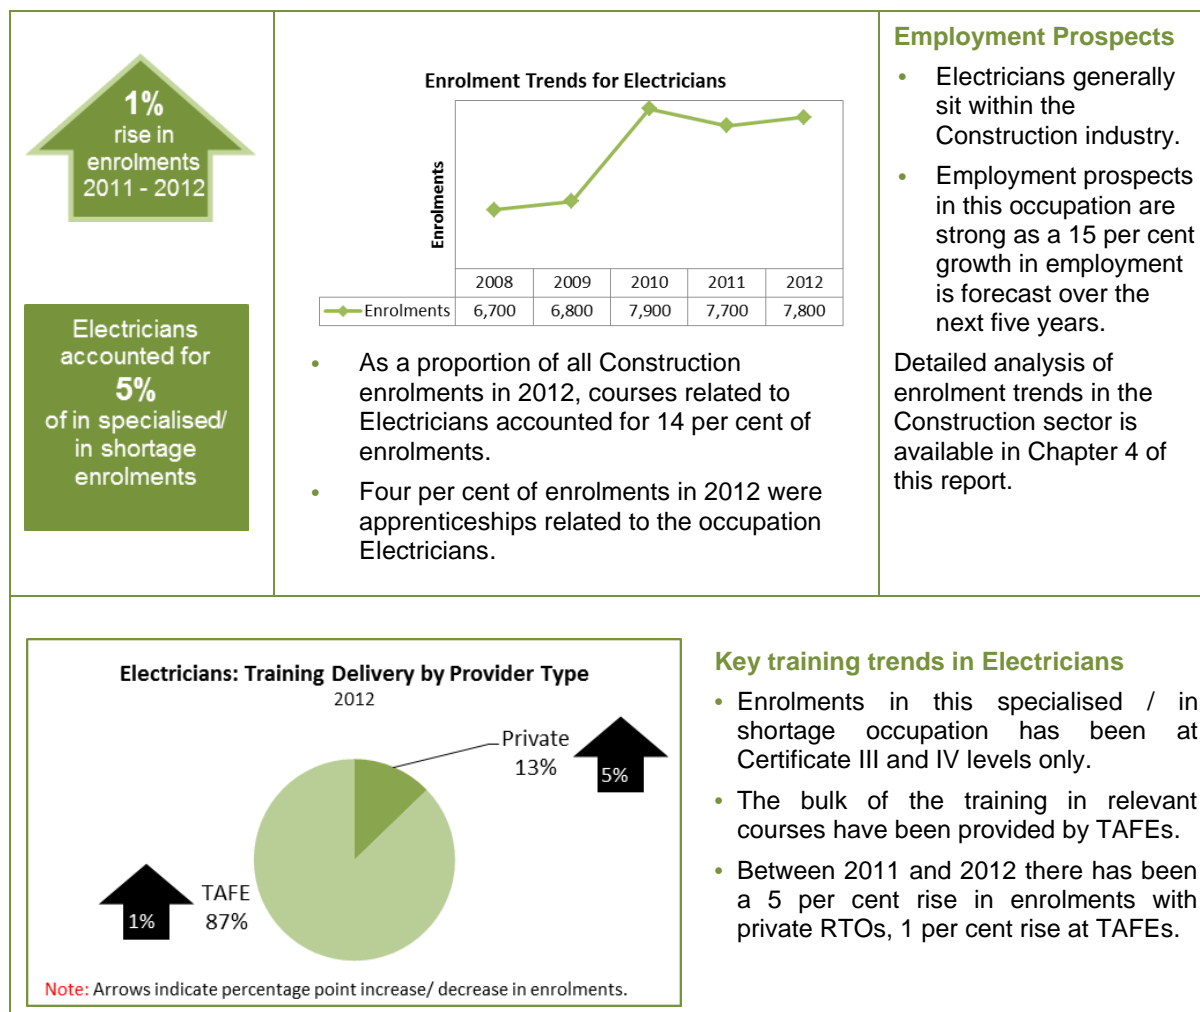 1%
rise in
enrolments
2011 - 2012
Electricians
accounted for
5%
of in specialised/
in shortage
enrolments
Enrolment Trends for Electricians
Enrolments
2008 2009 2010 2011 2012
Enrolments 6,700 6,800 7,900 7,700 7,800
• As a proportion of all Construction
enrolments in 2012, courses related to
Electricians accounted for 14 per cent of
enrolments.
• Four per cent of enrolments in 2012 were
apprenticeships related to the occupation
Electricians.
Employment Prospects
• Electricians generally
sit within the
Construction industry.
• Employment prospects
in this occupation are
strong as a 15 per cent
growth in employment
is forecast over the
next five years.
Detailed analysis of
enrolment trends in the
Construction sector is
available in Chapter 4 of
this report.
Electricians: Training Delivery by Provider Type
2012
Private
13%
5%
TAFE
87%
1%
Note: Arrows indicate percentage point increase/ decrease in enrolments.
Key training trends in Electricians
• Enrolments in this specialised / in
shortage occupation has been at
Certificate III and IV levels only.
• The bulk of the training in relevant
courses have been provided by TAFEs.
• Between 2011 and 2012 there has been
a 5 per cent rise in enrolments with
private RTOs, 1 per cent rise at TAFEs.